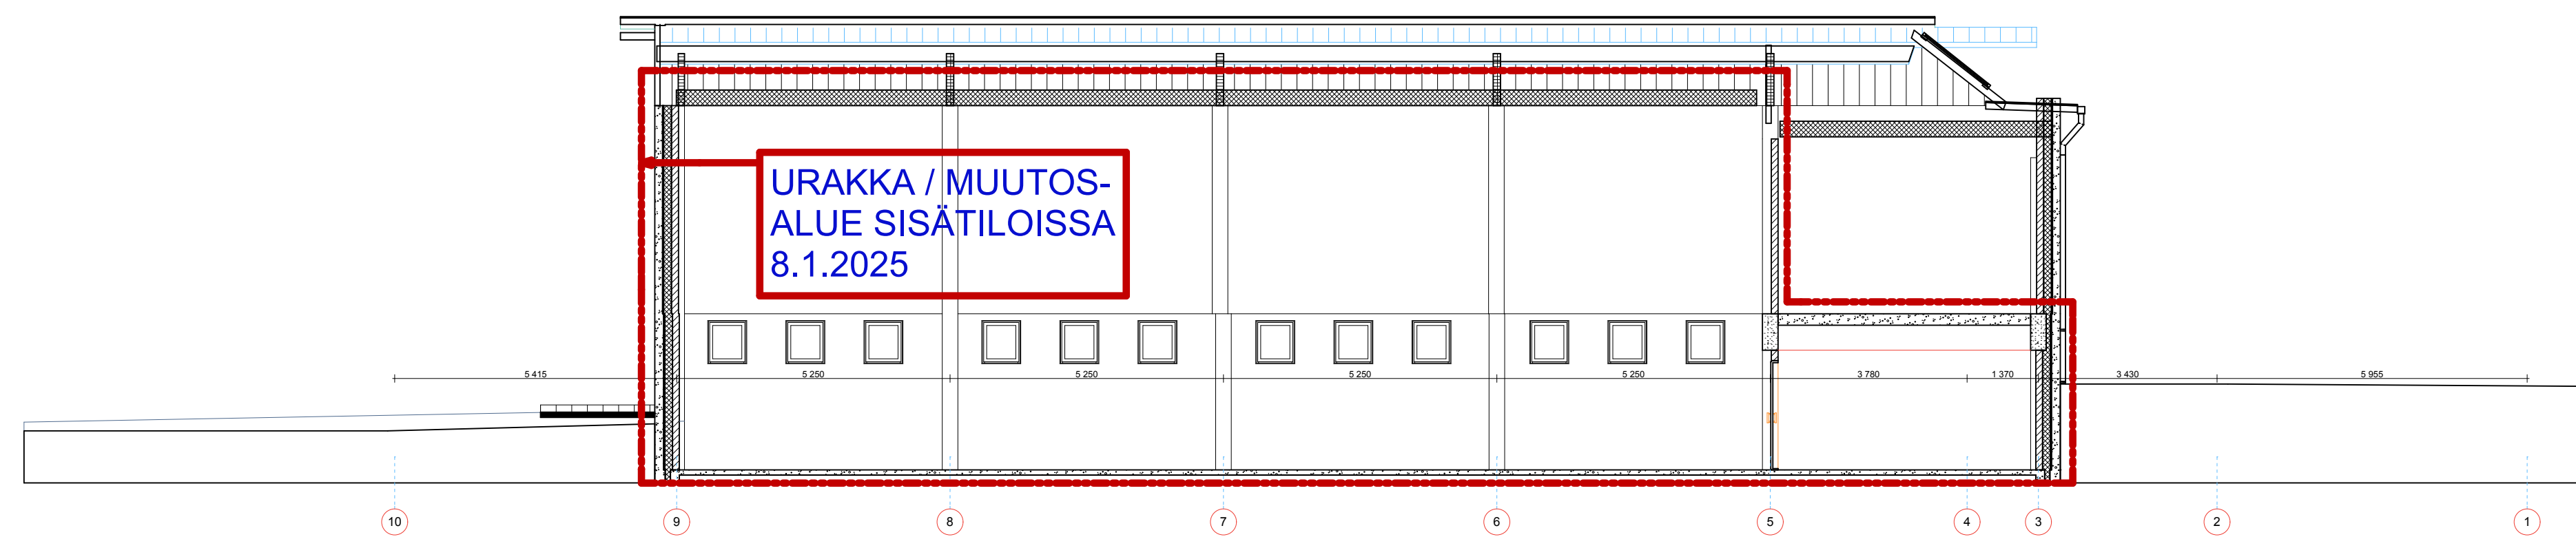 URAKKA / MUUTOS-
ALUE SISÄTILOISSA
8.1.2025
5 415 5 250 5 250 5 250 5 250 3 780 1 370 3 430 5 955
10 9 8 7 6 5 4 3 2 1